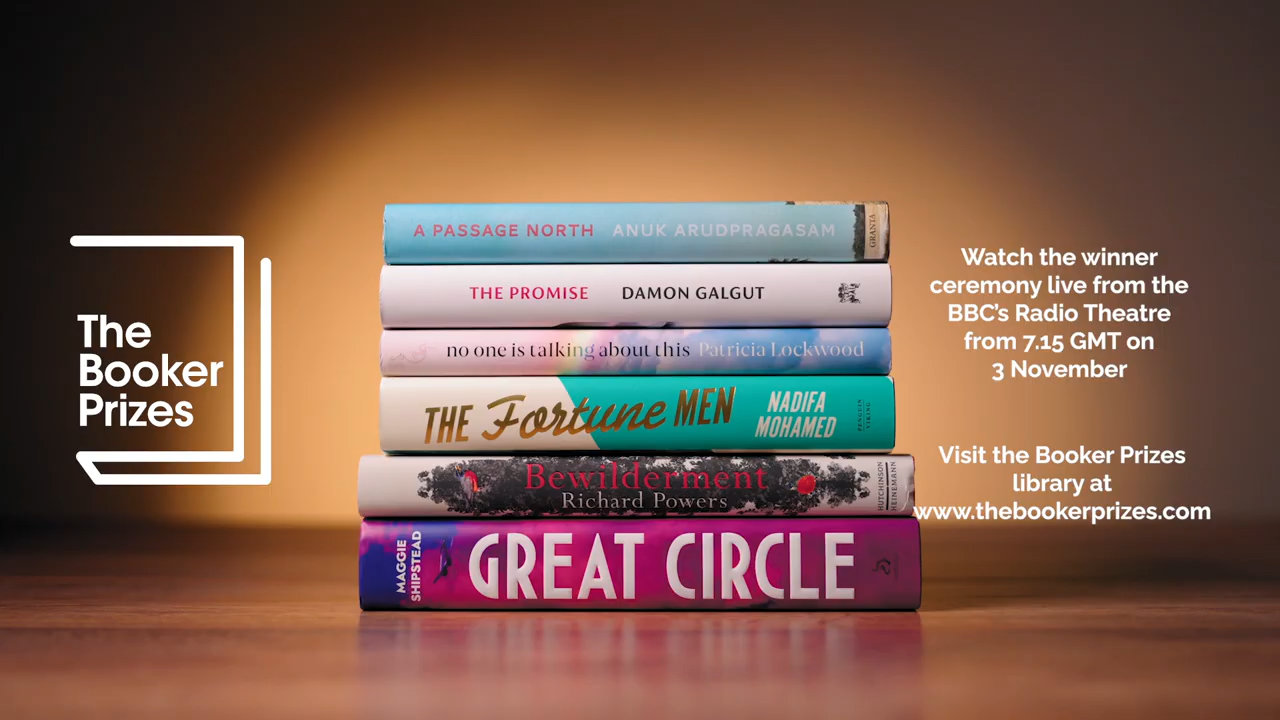 The
Booker
Prizes
A PASSAGE NORTH ANUK ARUDPRAGASAM GRANTA
THE PROMISE DAMON GALGUT
no one is talking about this Patricia Lockwood
THE Fortune MEN NADIFA MOHAMED PENGUIN VIKING
Bewilderment
Richard Powers
HUTCHINSON HEINEMANN
MAGGIE SHIPSTEAD GREAT CIRCLE
Watch the winner
ceremony live from the
BBC's Radio Theatre
from 7.15 GMT on
3 November
Visit the Booker Prizes
library at
www.thebookerprizes.com